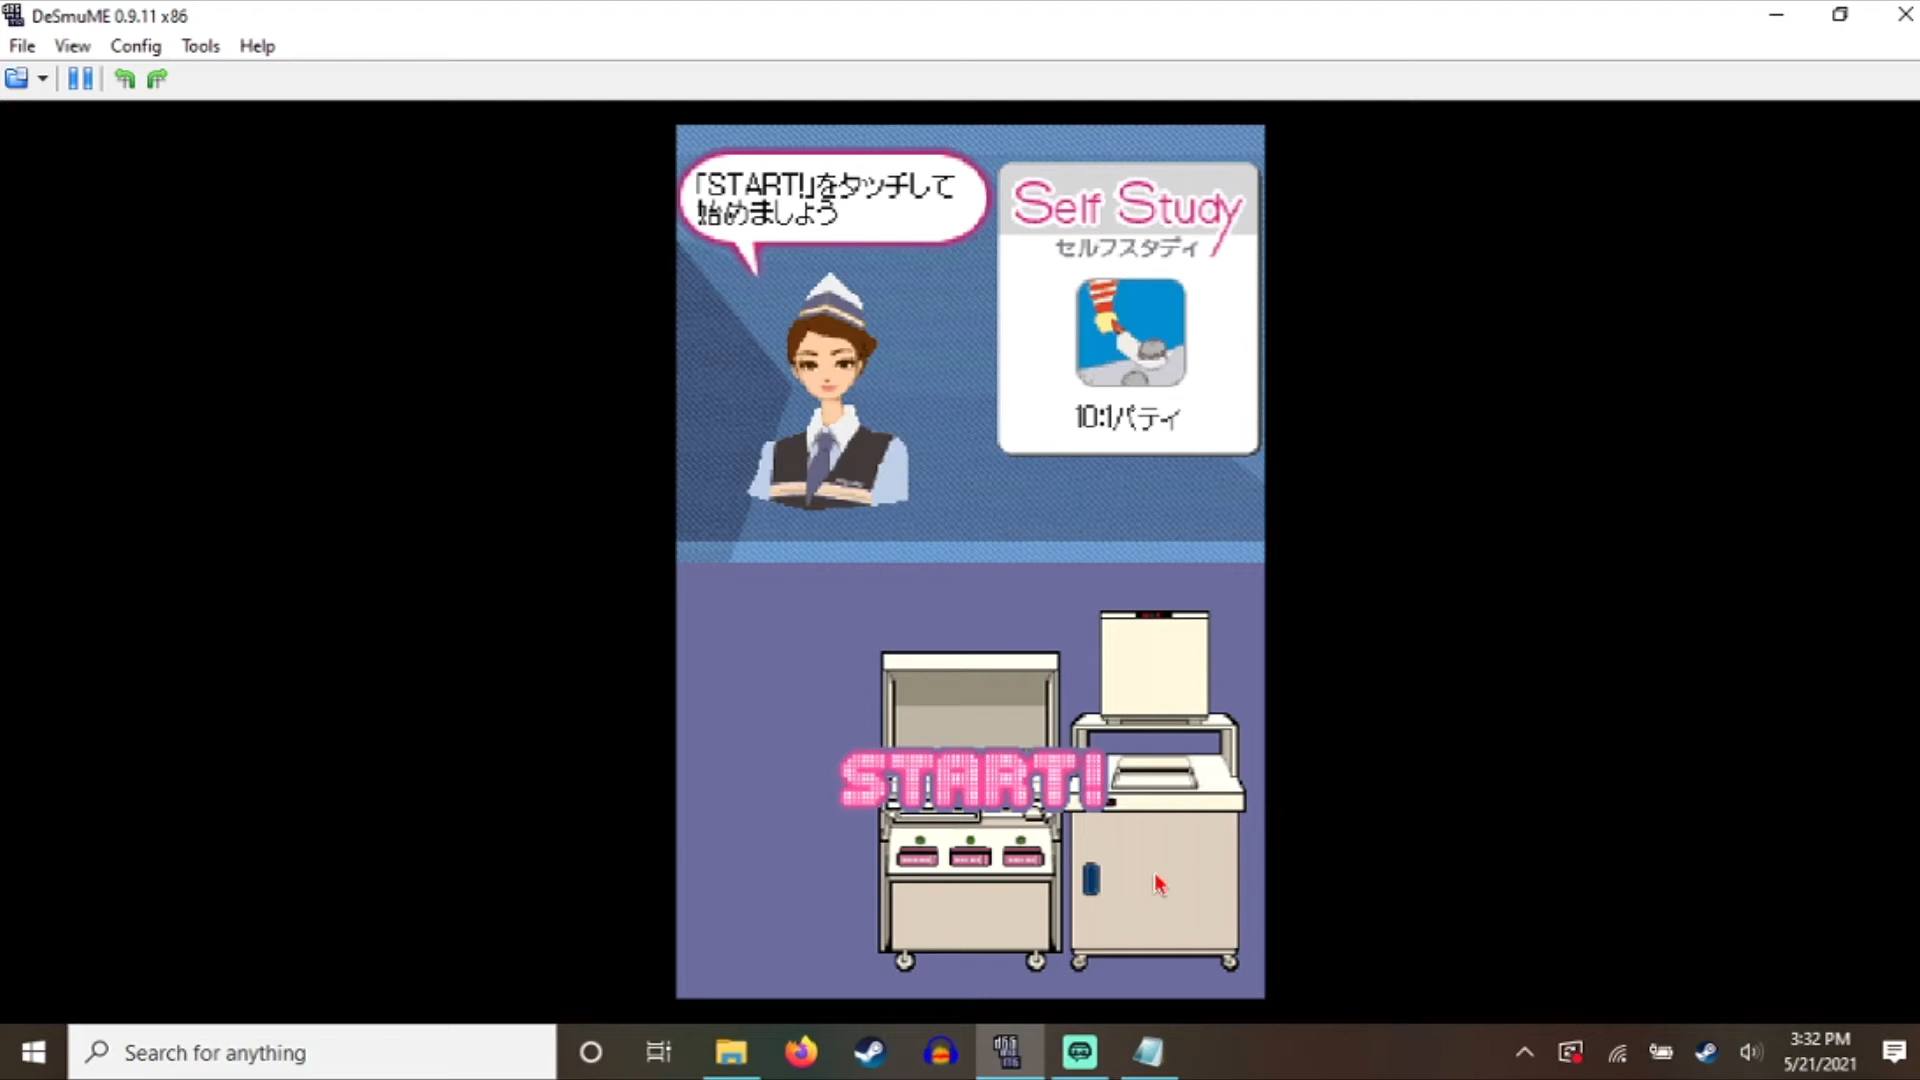 DeSmuME 0.9.11 x86
File View Config Tools Help
「START!」をタッチして
始めましょう
Self Study
セルフスタディ
10:1パティ
START!
Search for anything
3:32 PM
5/21/2021